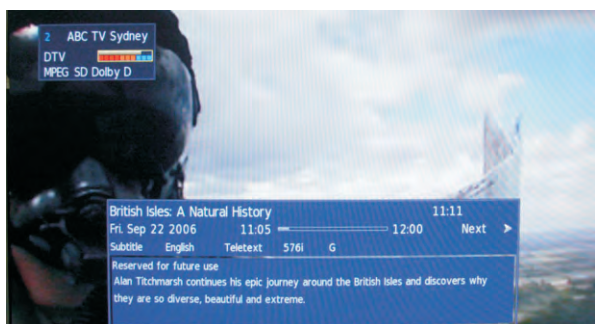 2 ABC TV Sydney
DTV
MPEG SD Dolby D
British Isles: A Natural History 11:11
Fri. Sep 22 2006 11:05 12:00 Next ➤
Subtitle English Teletext 576i G
Reserved for future use
Alan Titchmarsh continues his epic journey around the British Isles and discovers why
they are so diverse, beautiful and extreme.